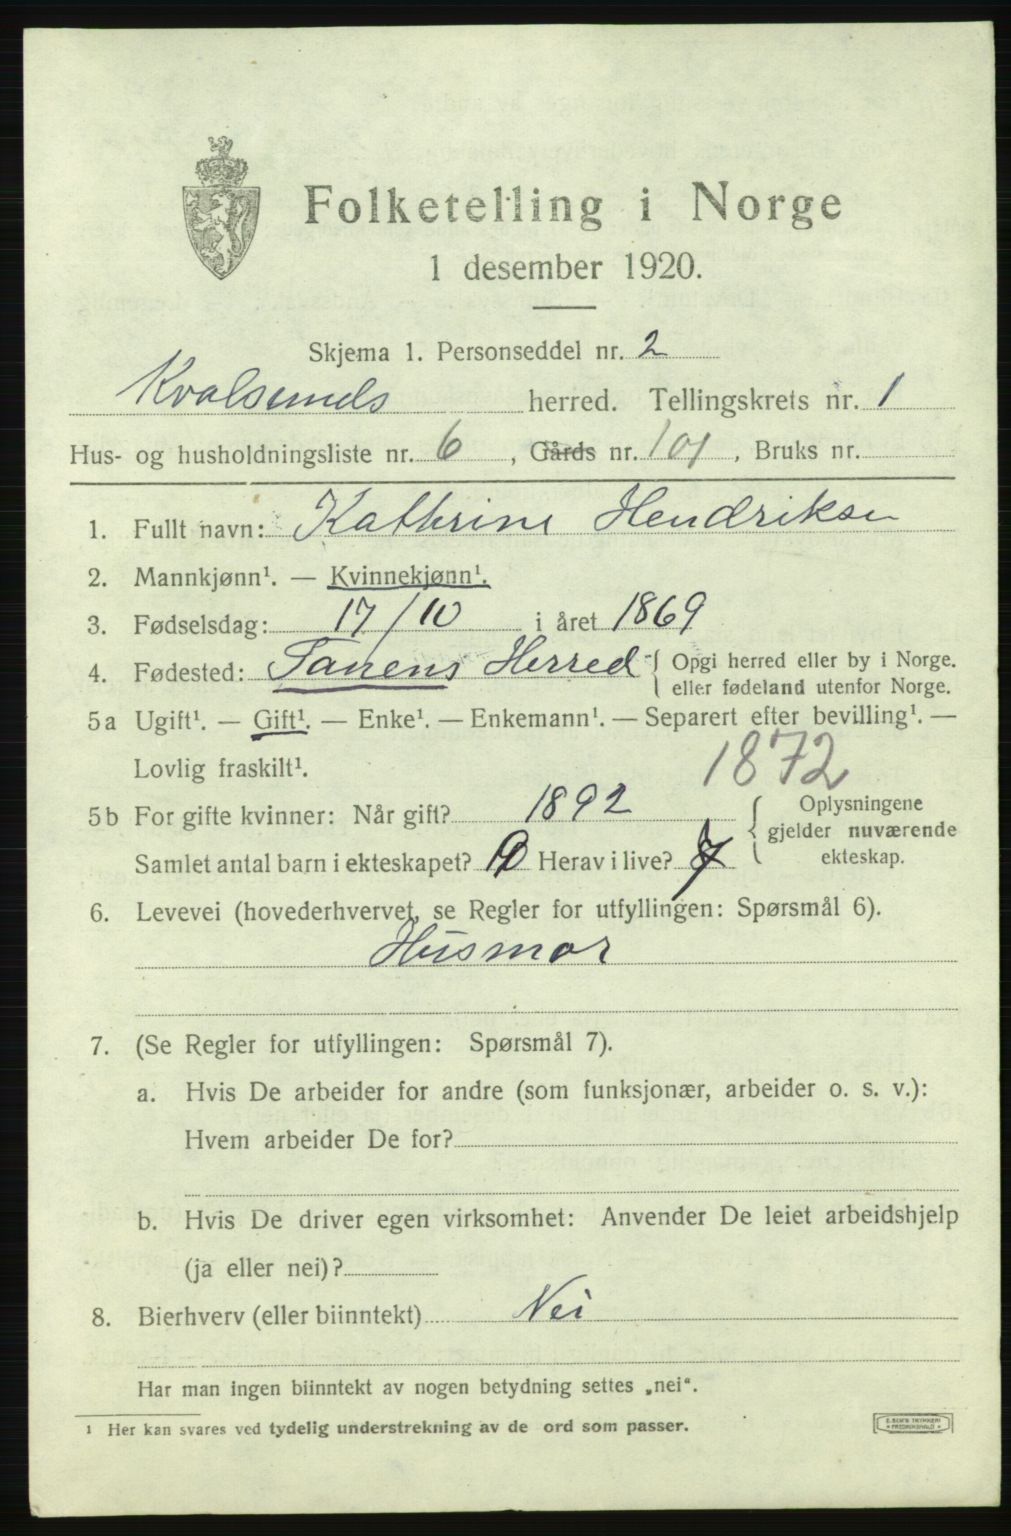 Folketelling i Norge
1 desember 1920.
Skjema 1. Personseddel nr. 2
Kvalsunds herred. Tellingskrets nr. 1
Hus- og husholdningsliste nr. 6, Gårds nr. 101, Bruks nr.
1. Fullt navn: Kathrine Hendriksen
2. Mannkjønn¹. — Kvinnekjønn¹.
3. Fødselsdag: 17/10 i året 1869
4. Fødested: Tanens Herred { Opgi herred eller by i Norge.
eller fødeland utenfor Norge.
5a Ugift¹. — Gift¹. — Enke¹. — Enkemann¹. — Separert efter bevilling¹. —
Lovlig fraskilt¹.
1872
5b For gifte kvinner: Når gift? 1892
Samlet antal barn i ekteskapet? Herav i live? 7
{ Oplysningene
gjelder nuværende
ekteskap.
6. Levevei (hovederhvervet, se Regler for utfyllingen: Spørsmål 6).
Husmor
7. (Se Regler for utfyllingen: Spørsmål 7).
a. Hvis De arbeider for andre (som funksjonær, arbeider o. s. v.):
Hvem arbeider De for?
b. Hvis De driver egen virksomhet: Anvender De leiet arbeidshjelp
(ja eller nei)?
8. Bierhverv (eller biinntekt) Nei
Har man ingen biinntekt av nogen betydning settes „nei“.
¹ Her kan svares ved tydelig understrekning av de ord som passer.